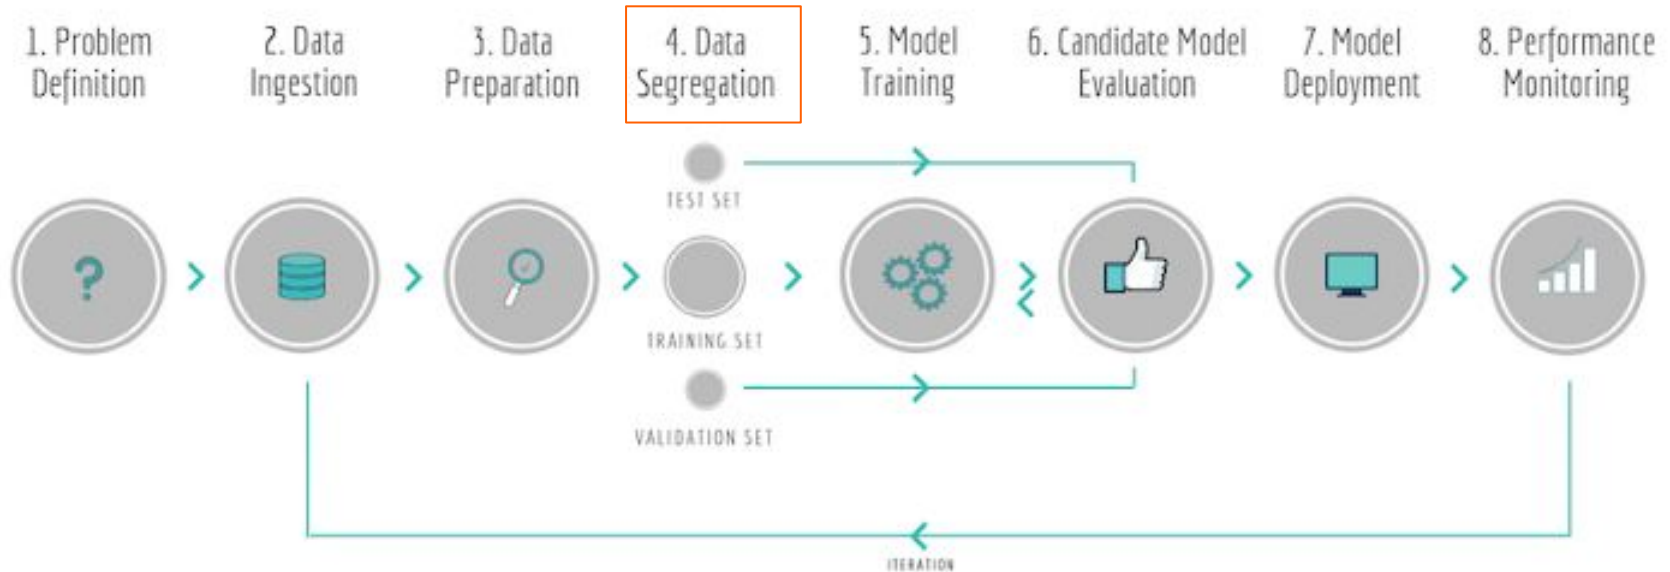 1. Problem
Definition
2. Data
Ingestion
3. Data
Preparation
4. Data
Segregation
5. Model
Training
6. Candidate Model
Evaluation
7. Model
Deployment
8. Performance
Monitoring
TEST SET
TRAINING SET
VALIDATION SET
ITERATION